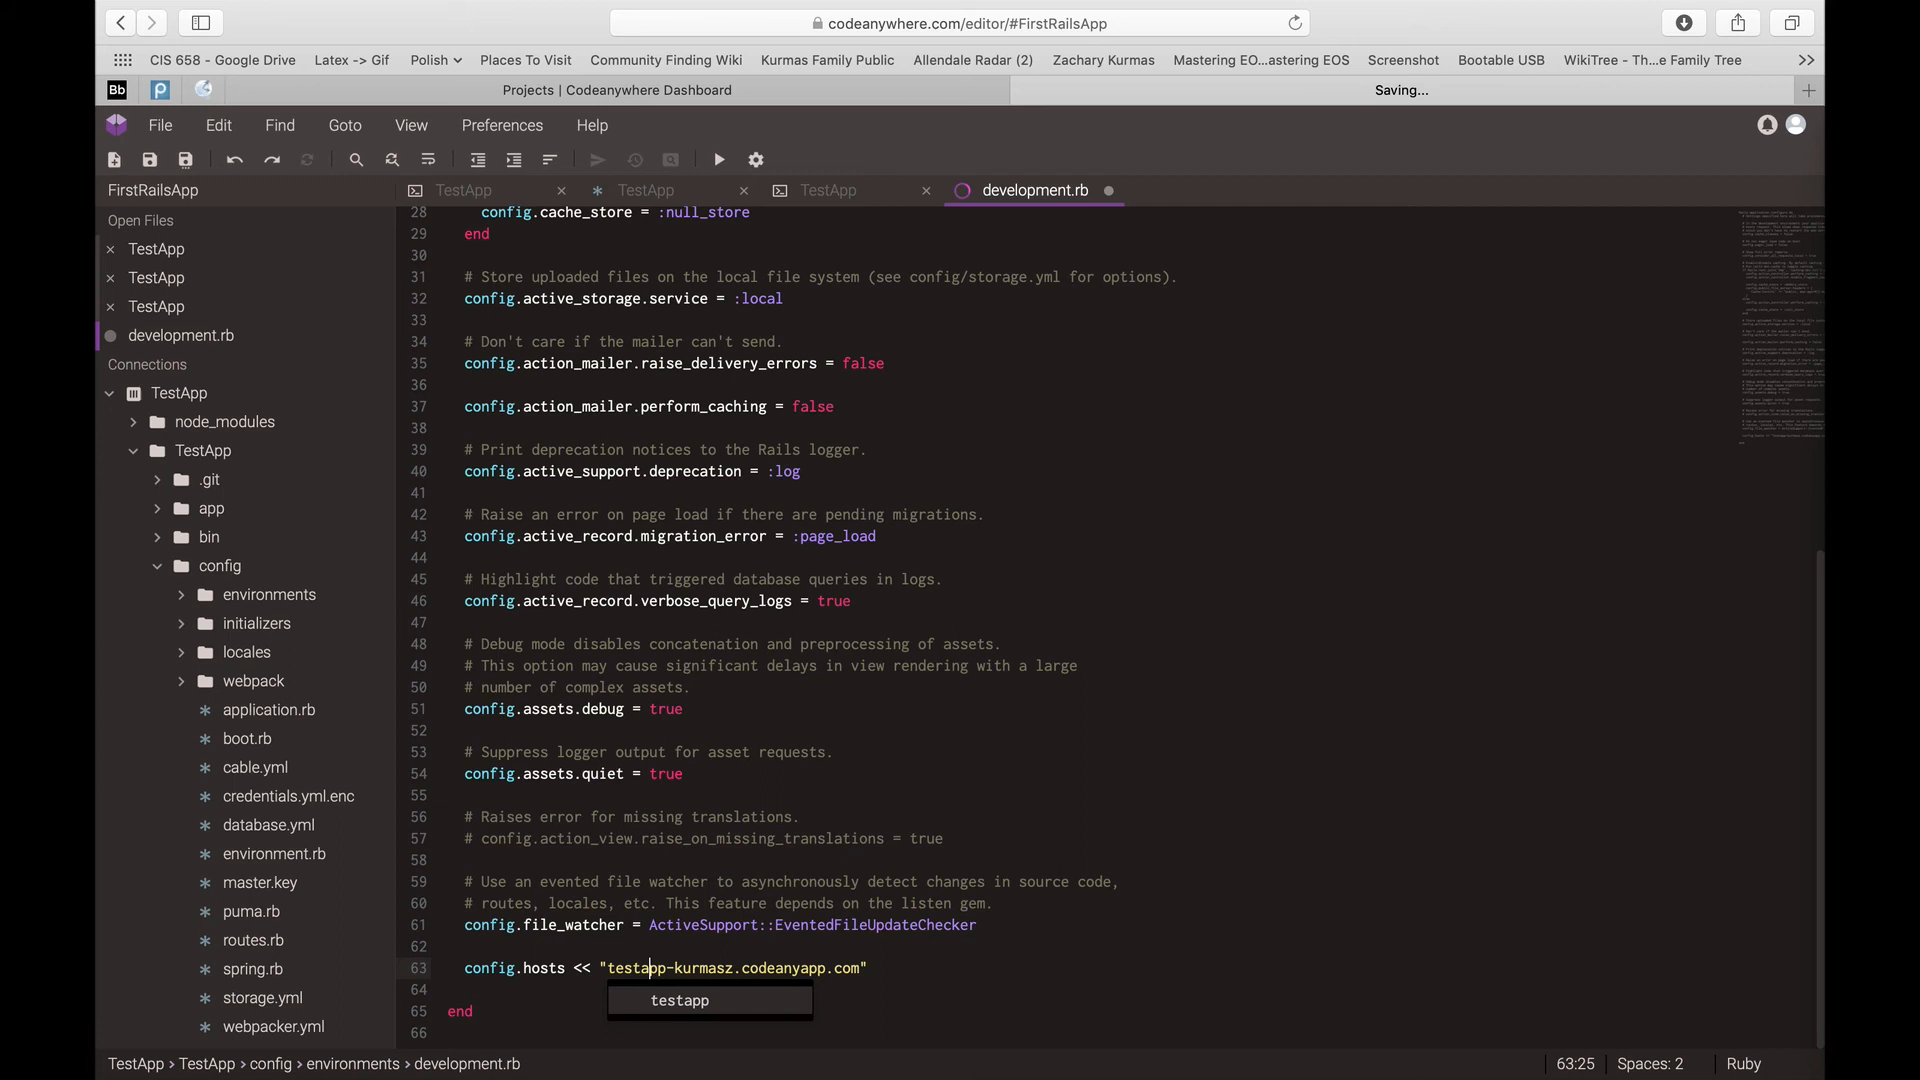 codeanywhere.com/editor/#FirstRailsApp
CIS 658 - Google Drive Latex -> Gif Polish Places To Visit Community Finding Wiki Kurmas Family Public Allendale Radar (2) Zachary Kurmas Mastering EO...astering EOS Screenshot Bootable USB WikiTree - Th...e Family Tree
Bb Projects | Codeanywhere Dashboard Saving...
File Edit Find Goto View Preferences Help
FirstRailsApp TestApp TestApp TestApp development.rb
Open Files
TestApp
TestApp
TestApp
development.rb
Connections
TestApp
node_modules
TestApp
.git
app
bin
config
environments
initializers
locales
webpack
application.rb
boot.rb
cable.yml
credentials.yml.enc
database.yml
environment.rb
master.key
puma.rb
routes.rb
spring.rb
storage.yml
webpacker.yml
28 config.cache_store = :null_store
29 end
30
31 # Store uploaded files on the local file system (see config/storage.yml for options).
32 config.active_storage.service = :local
33
34 # Don't care if the mailer can't send.
35 config.action_mailer.raise_delivery_errors = false
36
37 config.action_mailer.perform_caching = false
38
39 # Print deprecation notices to the Rails logger.
40 config.active_support.deprecation = :log
41
42 # Raise an error on page load if there are pending migrations.
43 config.active_record.migration_error = :page_load
44
45 # Highlight code that triggered database queries in logs.
46 config.active_record.verbose_query_logs = true
47
48 # Debug mode disables concatenation and preprocessing of assets.
49 # This option may cause significant delays in view rendering with a large
50 # number of complex assets.
51 config.assets.debug = true
52
53 # Suppress logger output for asset requests.
54 config.assets.quiet = true
55
56 # Raises error for missing translations.
57 # config.action_view.raise_on_missing_translations = true
58
59 # Use an evented file watcher to asynchronously detect changes in source code,
60 # routes, locales, etc. This feature depends on the listen gem.
61 config.file_watcher = ActiveSupport::EventedFileUpdateChecker
62
63 config.hosts << "testapp-kurmasz.codeanyapp.com"
64 testapp
65 end
66
TestApp > TestApp > config > environments > development.rb 63:25 Spaces: 2 Ruby